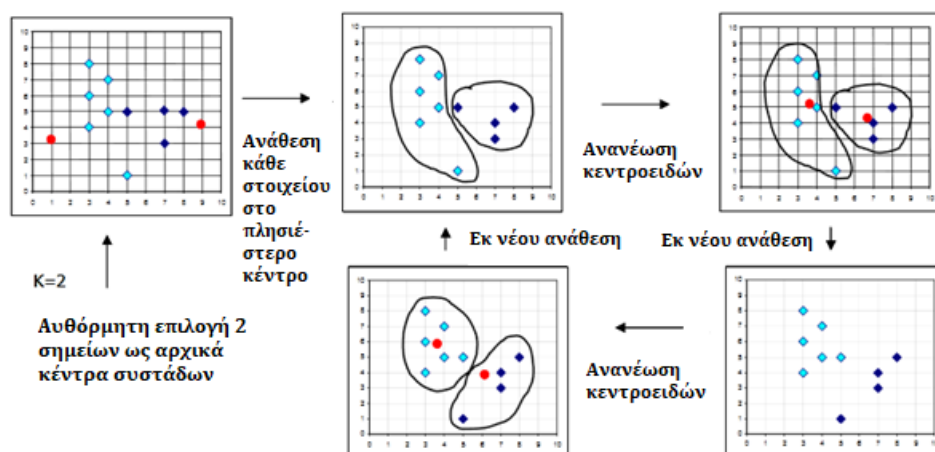 Ανάθεση
κάθε
στοιχείου
στο
πλησιέ-
στερο
κέντρο
Ανανέωση
κεντροειδών
Εκ νέου ανάθεση
Εκ νέου ανάθεση
K=2
Αυθόρμητη επιλογή 2
σημείων ως αρχικά
κέντρα συστάδων
Ανανέωση
κεντροειδών